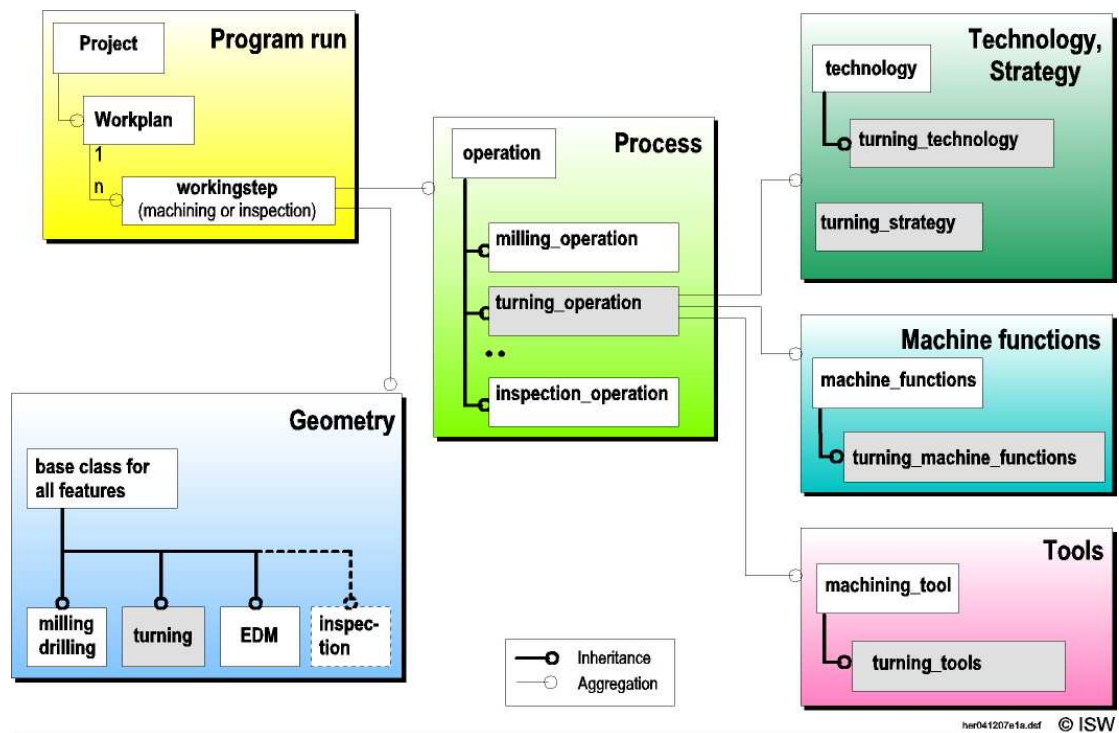 Program run
Project
Workplan
1
n
workingstep
(machining or inspection)
Process
operation
milling_operation
turning_operation
..
inspection_operation
Technology,
Strategy
technology
turning_technology
turning_strategy
Machine functions
machine_functions
turning_machine_functions
Geometry
base class for
all features
milling
drilling
turning
EDM
inspec-
tion
Tools
machining_tool
turning_tools
Inheritance
Aggregation
her041207e1a.dsf © ISW